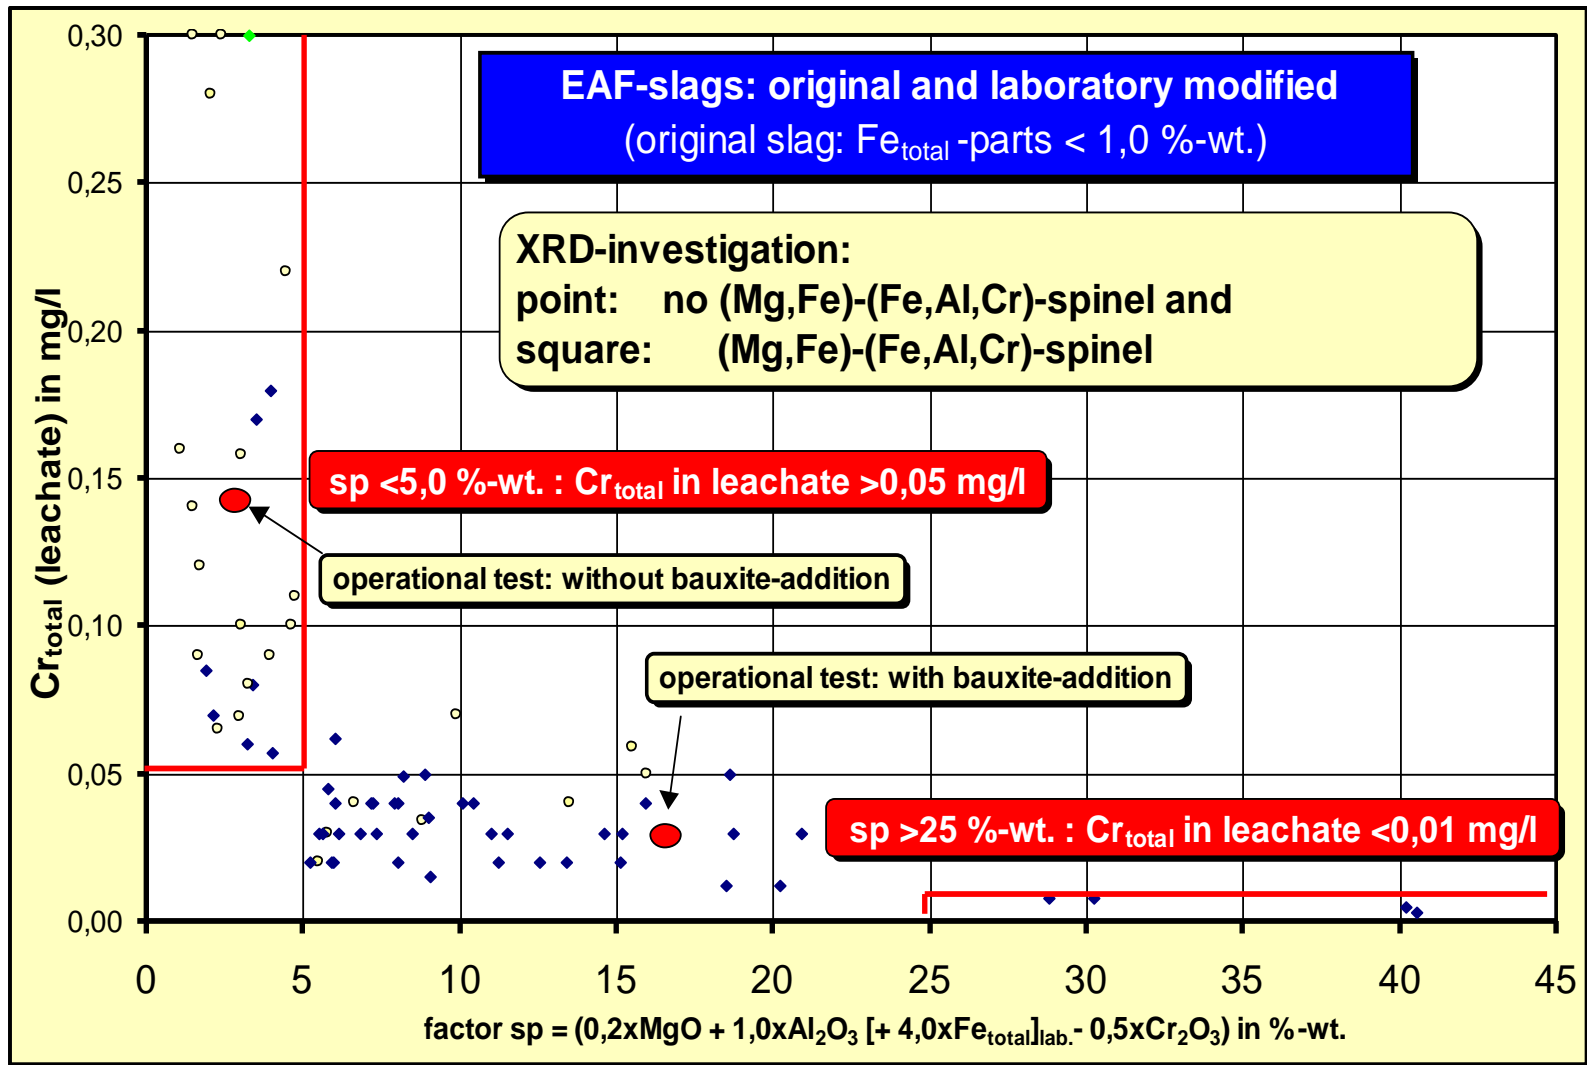 EAF-slags: original and laboratory modified
(original slag: Fetotal -parts < 1,0 %-wt.)
XRD-investigation:
point: no (Mg,Fe)-(Fe,Al,Cr)-spinel and
square: (Mg,Fe)-(Fe,Al,Cr)-spinel
sp <5,0 %-wt. : Crtotal in leachate >0,05 mg/l
operational test: without bauxite-addition
operational test: with bauxite-addition
sp >25 %-wt. : Crtotal in leachate <0,01 mg/l
Crtotal (leachate) in mg/l
0,30
0,25
0,20
0,15
0,10
0,05
0,00
0 5 10 15 20 25 30 35 40 45
factor sp = (0,2xMgO + 1,0xAl2O3 [+ 4,0xFetotal]lab.- 0,5xCr2O3) in %-wt.